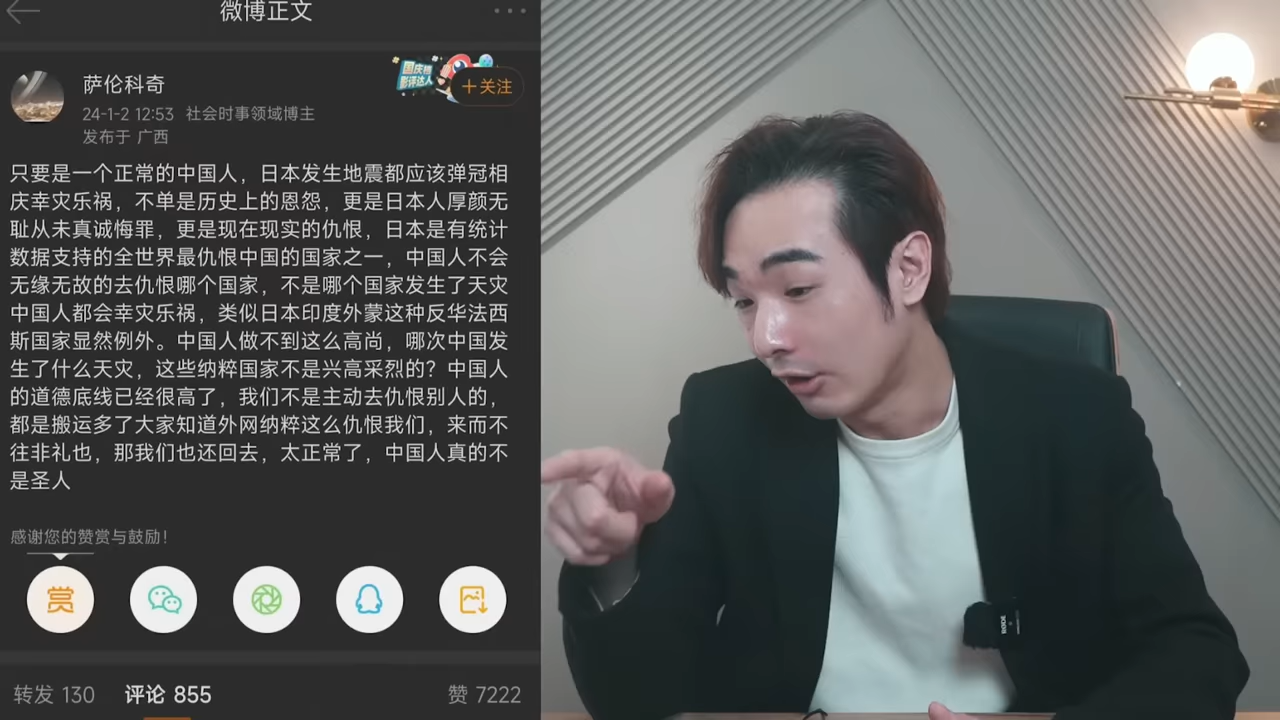 微博正文
萨伦科奇
国庆档
影评达人
+关注
24-1-2 12:53 社会时事领域博主
发布于 广西
只要是一个正常的中国人，日本发生地震都应该弹冠相
庆幸灾乐祸，不单是历史上的恩怨，更是日本人厚颜无
耻从未真诚悔罪，更是现在现实的仇恨，日本是有统计
数据支持的全世界最仇恨中国的国家之一，中国人不会
无缘无故的去仇恨哪个国家，不是哪个国家发生了天灾
中国人都会幸灾乐祸，类似日本印度外蒙这种反华法西
斯国家显然例外。中国人做不到这么高尚，哪次中国发
生了什么天灾，这些纳粹国家不是兴高采烈的？中国人
的道德底线已经很高了，我们不是主动去仇恨别人的，
都是搬运多了大家知道外网纳粹这么仇恨我们，来而不
往非礼也，那我们也还回去，太正常了，中国人真的不
是圣人
感谢您的赞赏与鼓励！
赏
转发 130 评论 855 赞 7222
RODE